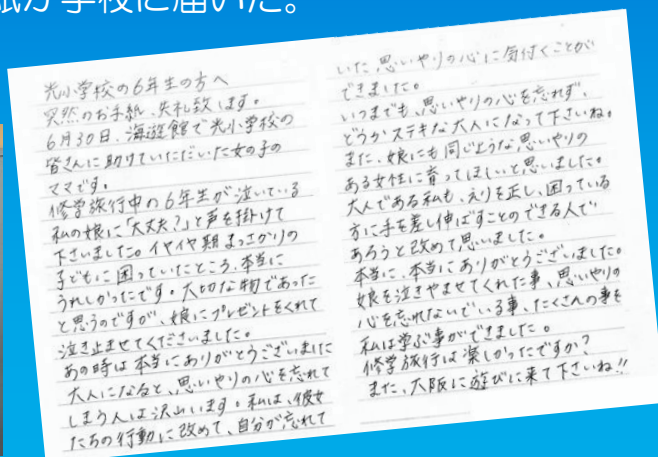 紙が学校に届いた。
光小学校の6年生の方へ
突然のお手紙、失礼致します。
6月30日、海遊館で光小学校の
皆さんに助けていただいた女の子の
ママです。
修学旅行中の6年生が泣いている
私の娘に「大丈夫?」と声を掛けて
下さいました。イヤイヤ期まっさかりの
子どもに困っていたところ、本当に
うれしかったです。大切な物であった
と思うのですが、娘にプレゼントをくれて
泣き止ませてくださいました。
あの時は本当にありがとうございました
大人になると、思いやりの心を忘れて
しまう人は沢山います。私は、彼女
たちの行動に改めて、自分が忘れて
いた思いやりの心に気付くことが
できました。
いつまでも、思いやりの心を忘れず、
どうかステキな大人になって下さいね。
また、娘にも同じような思いやりの
ある女性に育ってほしいと思いました。
大人である私も、えりを正し、困っている
方に手を差し伸ばすことのできる人で
あろうと改めて思いました。
本当に、本当にありがとうございました。
娘を泣きやませてくれた事、思いやりの
心を忘れないでいる事、たくさんの事を
私は学ぶ事ができました。
修学旅行は楽しかったですか?
また、大阪に遊びに来て下さいね!!